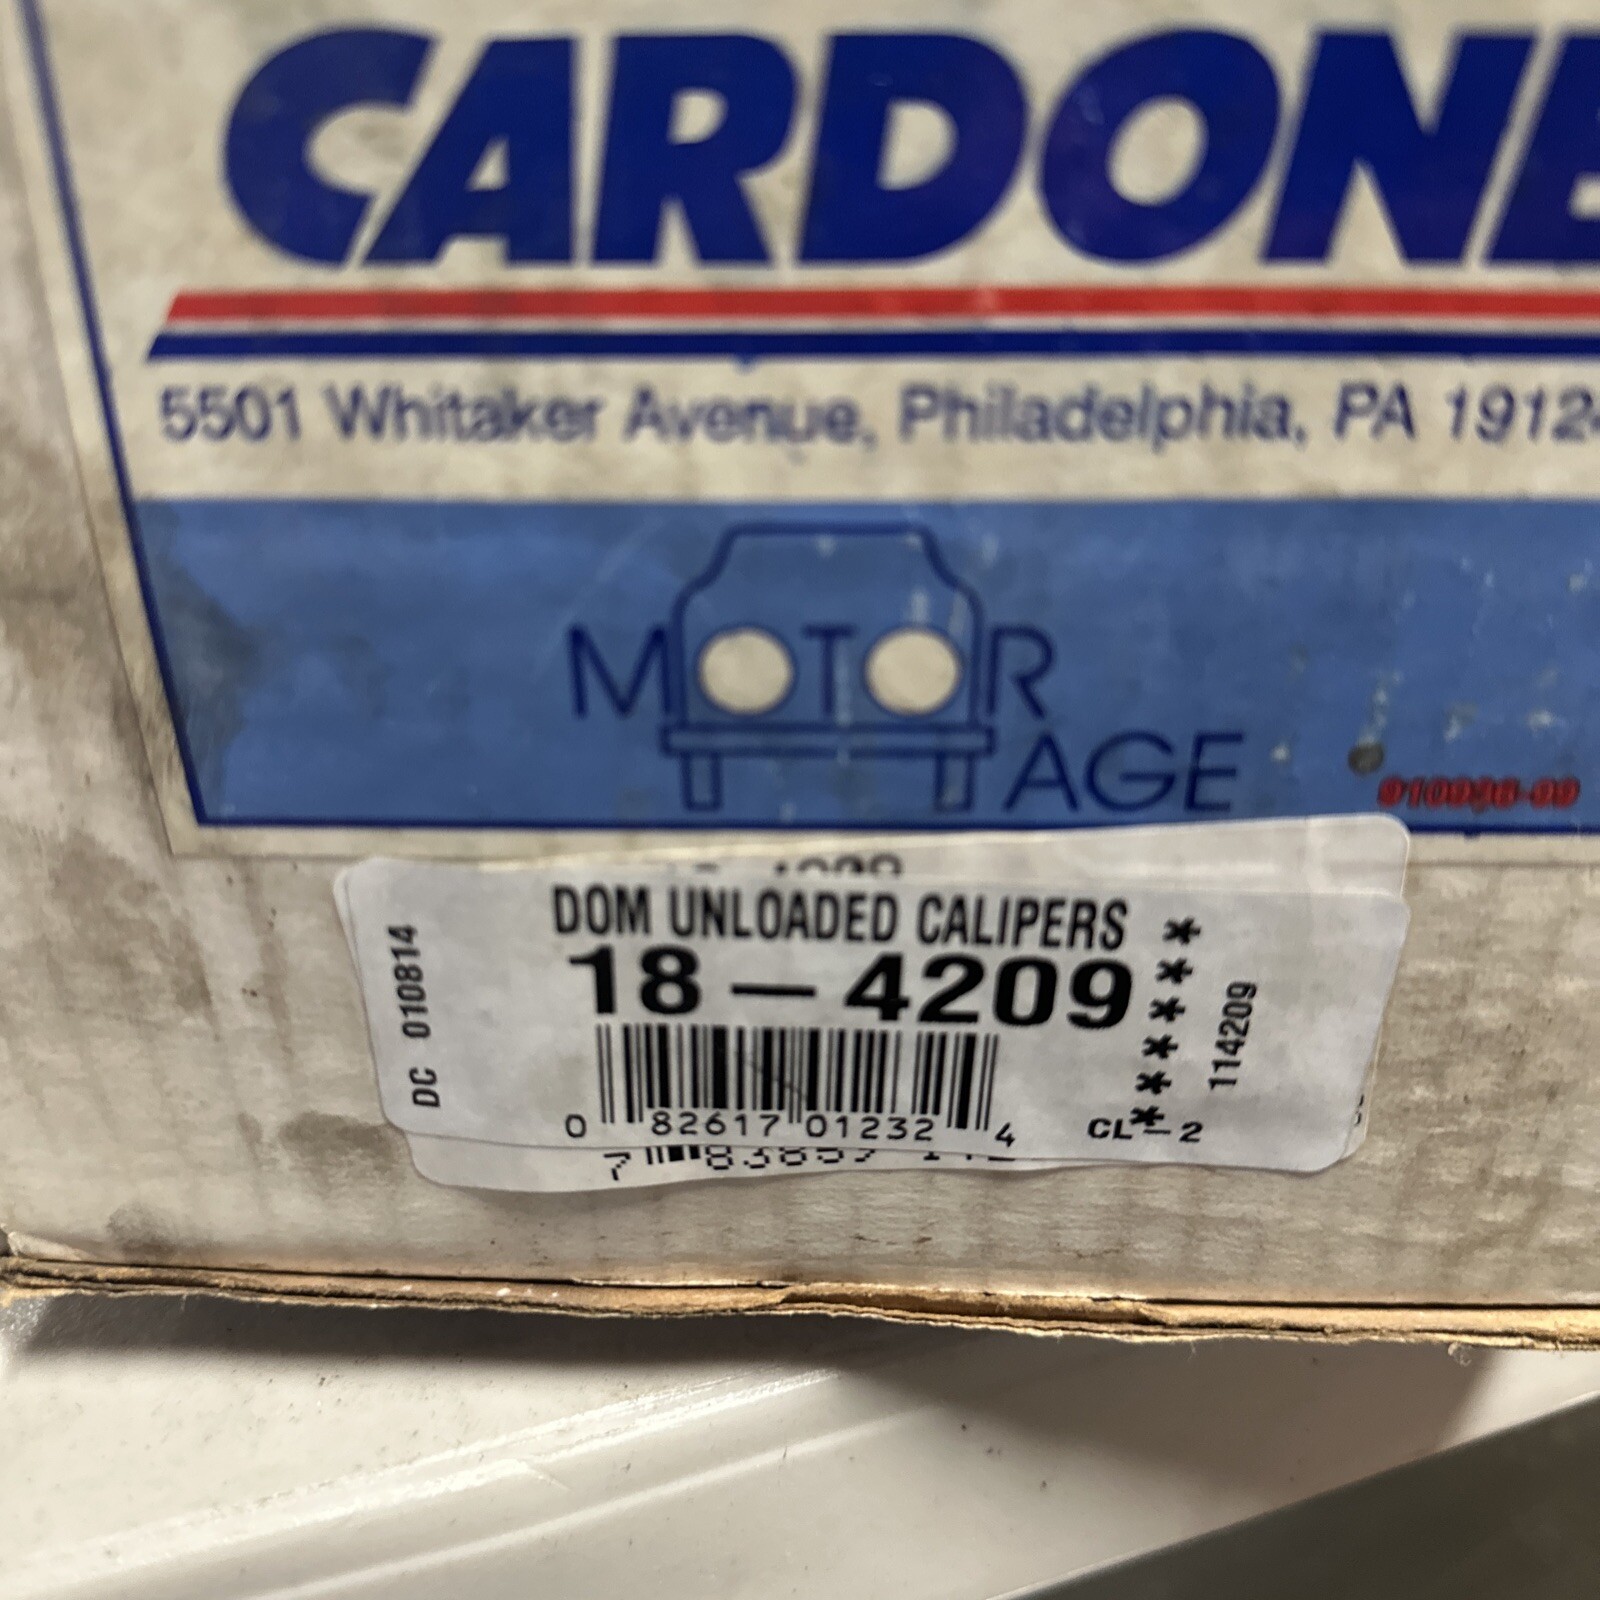 CARDONE
5501 Whitaker Avenue, Philadelphia, PA 19124
MOTOR
AGE
DOM UNLOADED CALIPERS
18-4209
DC 010814
******
114209
0 82617 01232 4
CL-2